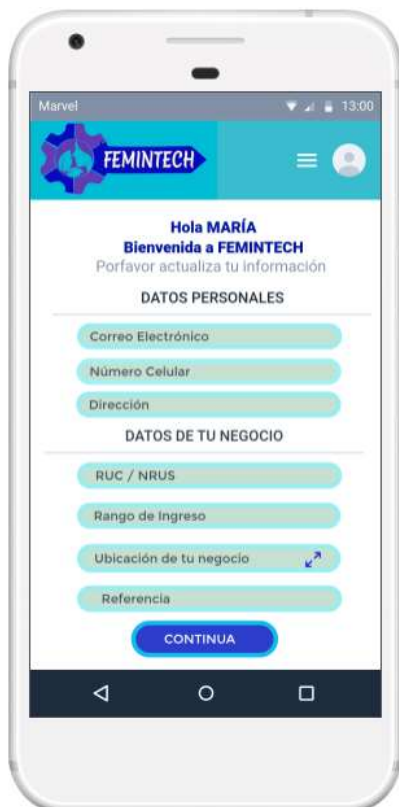 Marvel 13:00
FEMINTECH
Hola MARÍA
Bienvenida a FEMINTECH
Porfavor actualiza tu información
DATOS PERSONALES
Correo Electrónico
Número Celular
Dirección
DATOS DE TU NEGOCIO
RUC / NRUS
Rango de Ingreso
Ubicación de tu negocio
Referencia
CONTINUA